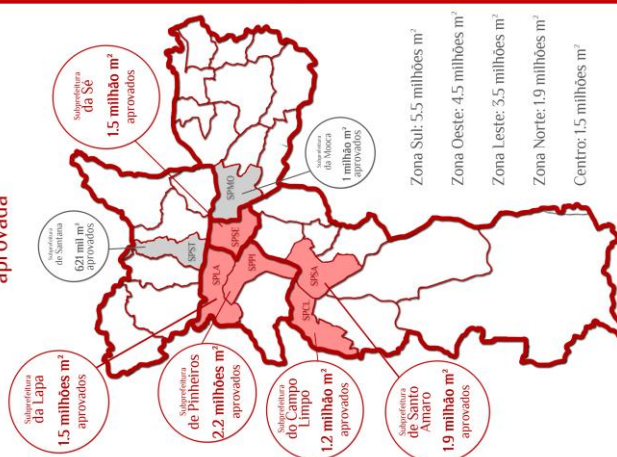 aprovada
Subprefeitura
da Lapa
1.5 milhões m²
aprovados
Subprefeitura
de Santana
621 mil m²
aprovados
Subprefeitura
da Sé
1.5 milhão m²
aprovados
Subprefeitura
de Pinheiros
2.2 milhões m²
aprovados
Subprefeitura
da Mooca
1 milhão m²
aprovados
Subprefeitura
do Campo
Limpo
1.2 milhão m²
aprovados
Subprefeitura
de Santo
Amaro
1.9 milhão m²
aprovados
SPST
SPLA
SPSE
SPMO
SPPI
SPCL
SPSA
Zona Sul: 5.5 milhões m²
Zona Oeste: 4.5 milhões m²
Zona Leste: 3.5 milhões m²
Zona Norte: 1.9 milhões m²
Centro: 1.5 milhões m²